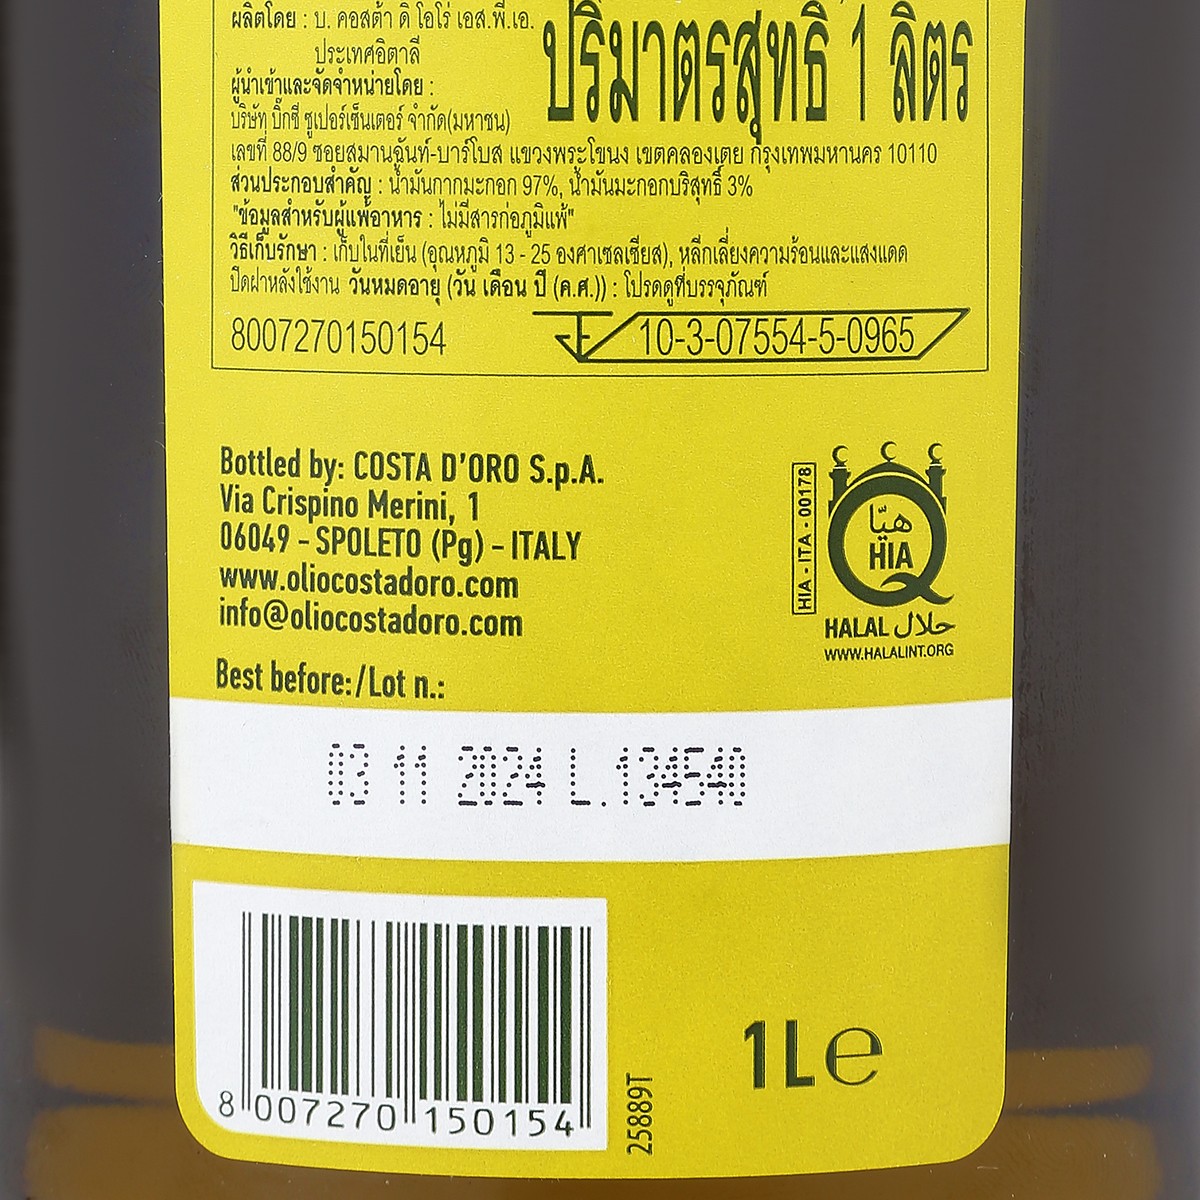 ผลิตโดย : บ. คอสต้า ดิ โอโร่ เอส.พี.เอ.
ประเทศอิตาลี
ปริมาตรสุทธิ 1 ลิตร
ผู้นำเข้าและจัดจำหน่ายโดย :
บริษัท บิ๊กซี ซูเปอร์เซ็นเตอร์ จำกัด(มหาชน)
เลขที่ 88/9 ซอยสมานฉันท์-บาร์โบส แขวงพระโขนง เขตคลองเตย กรุงเทพมหานคร 10110
ส่วนประกอบสำคัญ : น้ำมันกากมะกอก 97%, น้ำมันมะกอกบริสุทธิ์ 3%
"ข้อมูลสำหรับผู้แพ้อาหาร : ไม่มีสารก่อภูมิแพ้"
วิธีเก็บรักษา : เก็บในที่เย็น (อุณหภูมิ 13 - 25 องศาเซลเซียส), หลีกเลี่ยงความร้อนและแสงแดด
ปิดฝาหลังใช้งาน วันหมดอายุ (วัน เดือน ปี (ค.ศ.)) : โปรดดูที่บรรจุภัณฑ์
8007270150154
10-3-07554-5-0965
Bottled by: COSTA D'ORO S.p.A.
Via Crispino Merini, 1
06049 - SPOLETO (Pg) - ITALY
www.oliocostadoro.com
info@oliocostadoro.com
HIA - ITA - 00178
هيّا
HIA
HALAL حلال
WWW.HALALINT.ORG
Best before:/Lot n.:
03 11 2024 L.134540
8 007270 150154
25889T
1L e